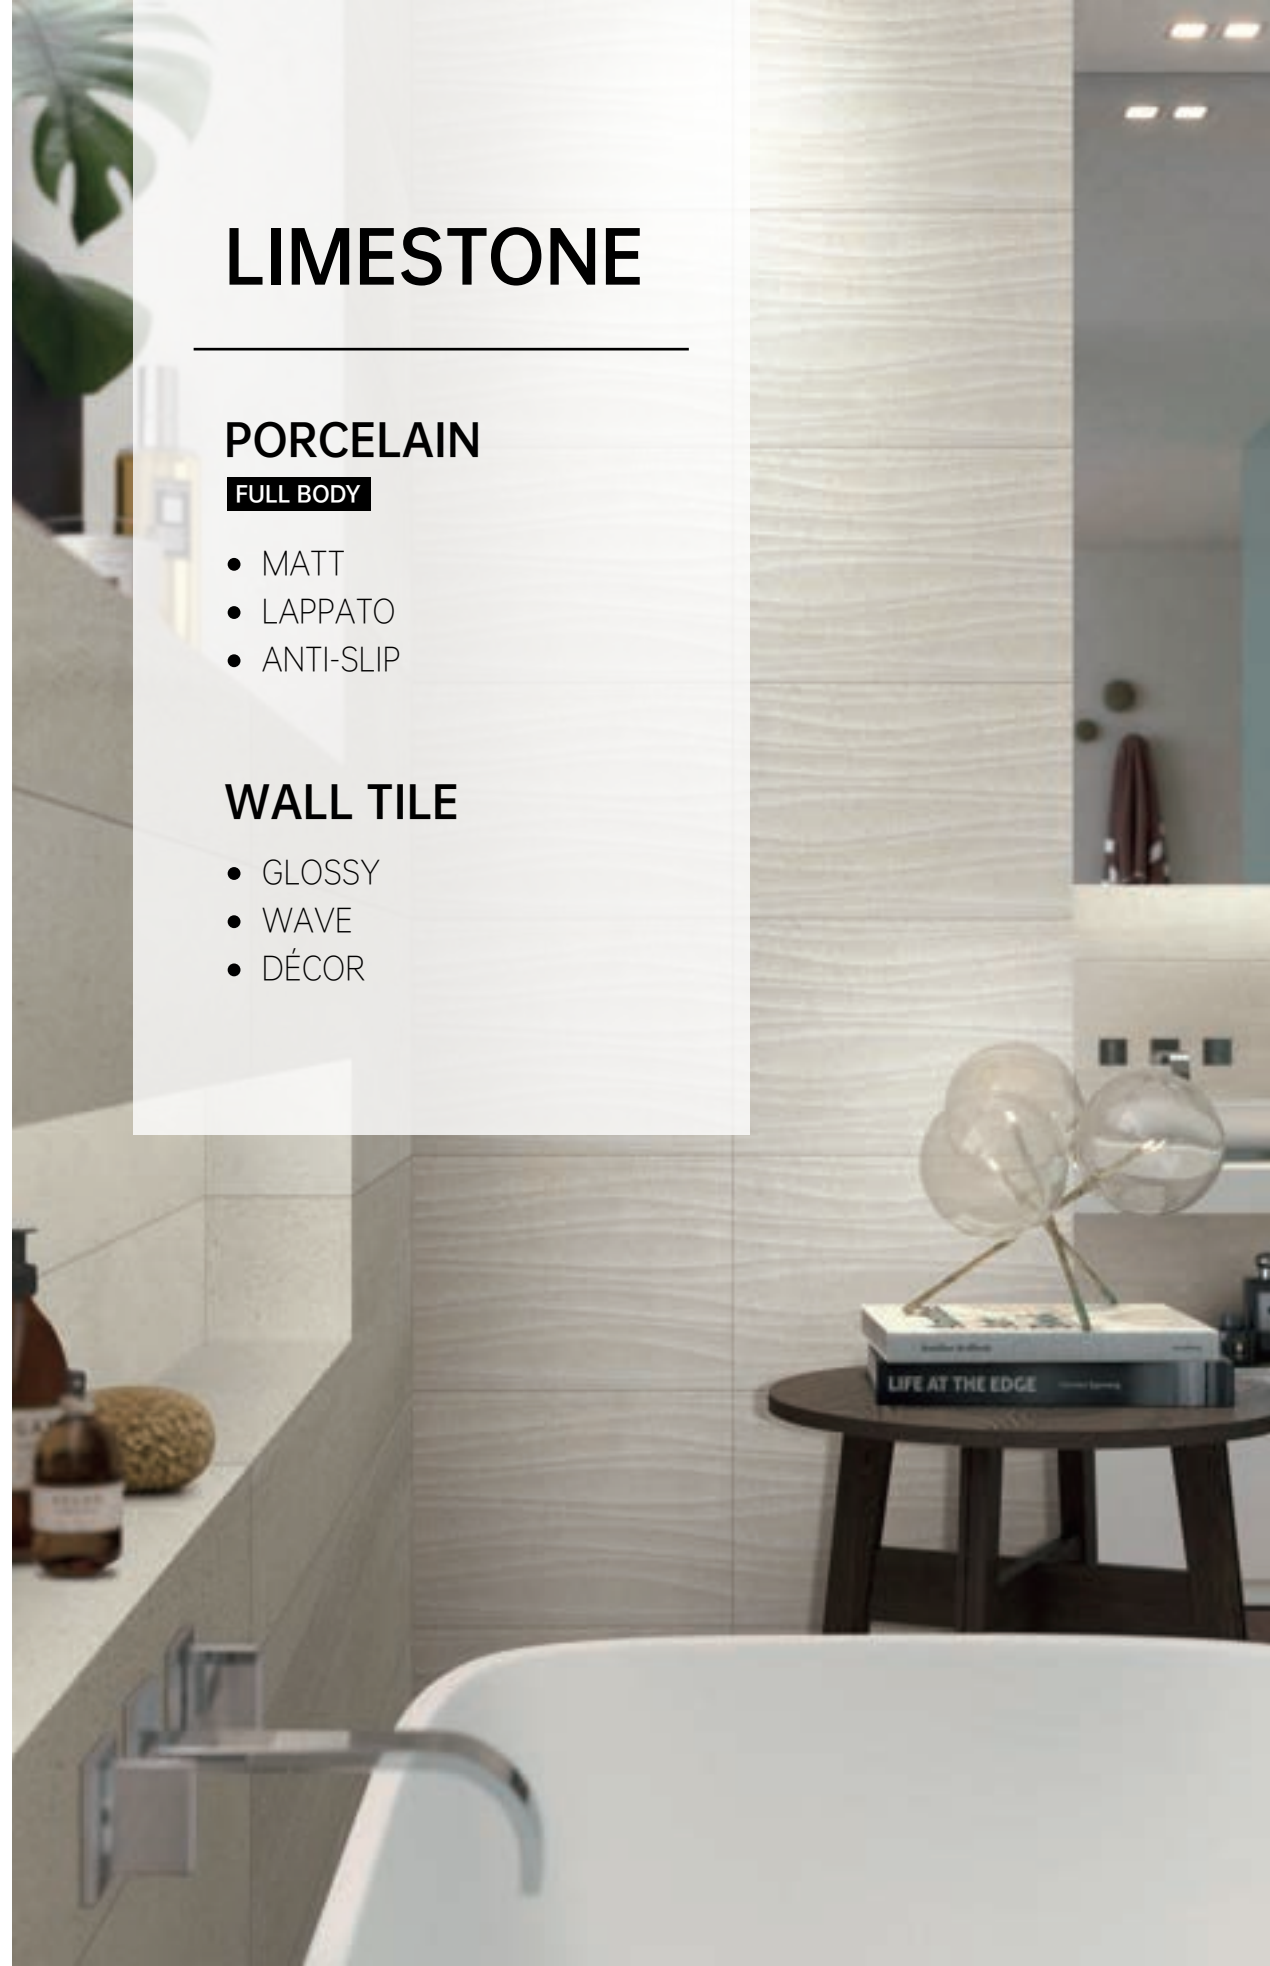 LIMESTONE
PORCELAIN
FULL BODY
• MATT
• LAPPATO
• ANTI-SLIP
WALL TILE
• GLOSSY
• WAVE
• DÉCOR
LIFE AT THE EDGE